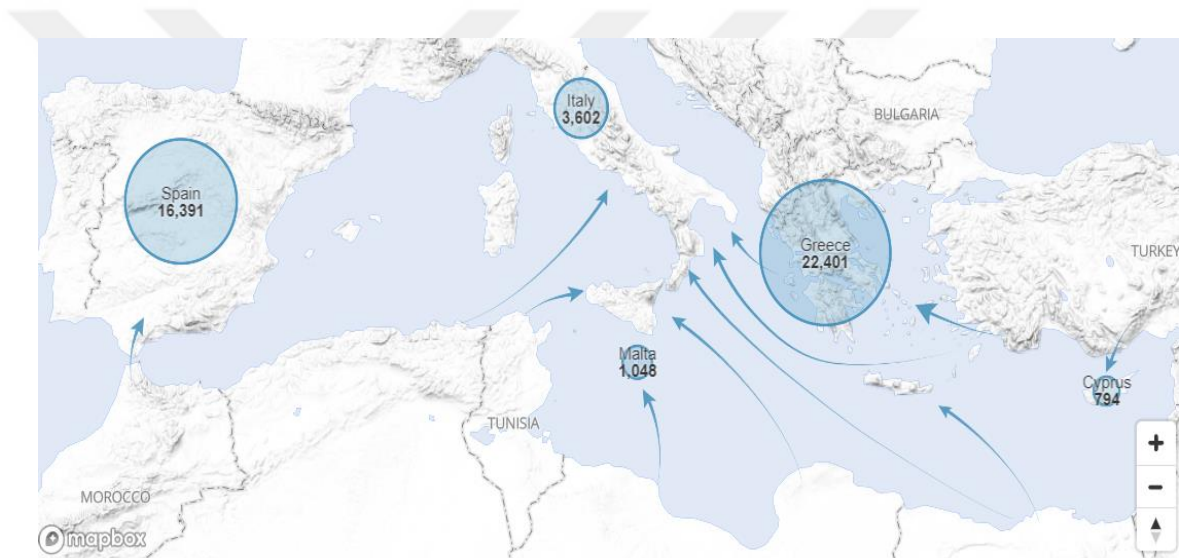 Italy
3,602
BULGARIA
Spain
16,391
Greece
22,401
TURKEY
Malta
1,048
Cyprus
794
TUNISIA
MOROCCO
mapbox
+
−